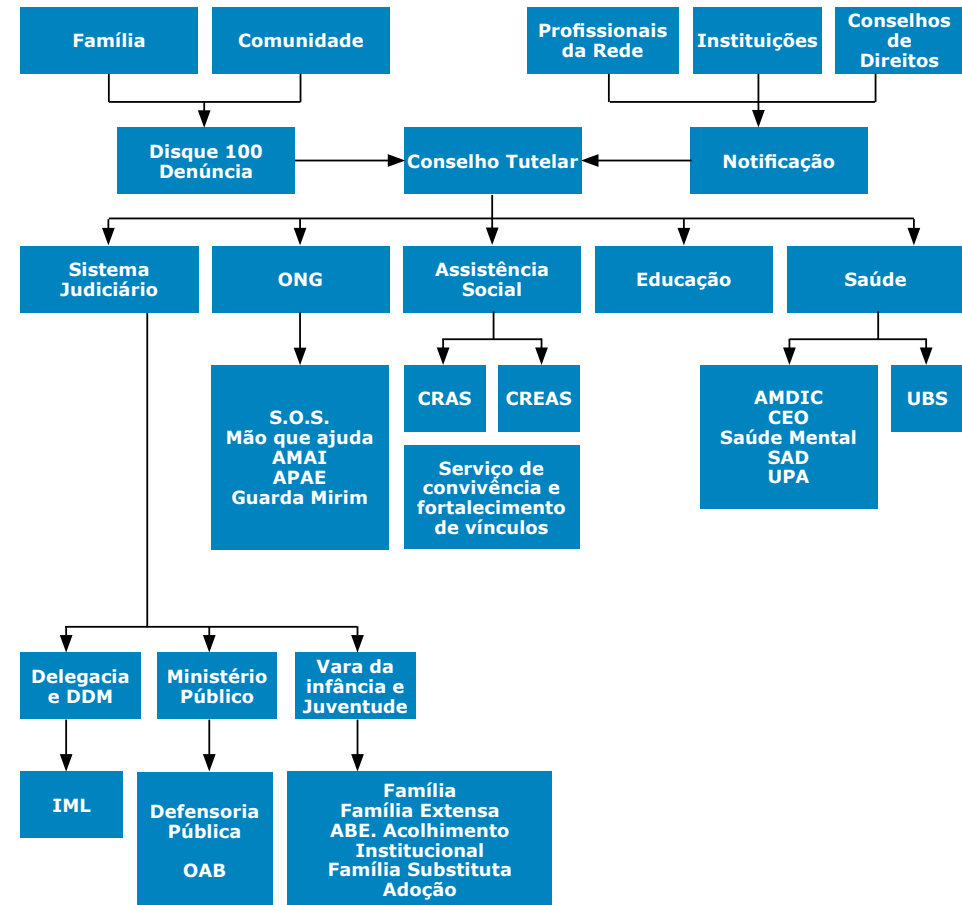 Família
Comunidade
Profissionais
da Rede
Instituições
Conselhos
de
Direitos
Disque 100
Denúncia
Conselho Tutelar
Notificação
Sistema
Judiciário
ONG
Assistência
Social
Educação
Saúde
S.O.S.
Mão que ajuda
AMAI
APAE
Guarda Mirim
CRAS
CREAS
Serviço de
convivência e
fortalecimento
de vínculos
AMDIC
CEO
Saúde Mental
SAD
UPA
UBS
Delegacia
e DDM
Ministério
Público
Vara da
infância e
Juventude
IML
Defensoria
Pública
OAB
Família
Família Extensa
ABE. Acolhimento
Institucional
Família Substituta
Adoção